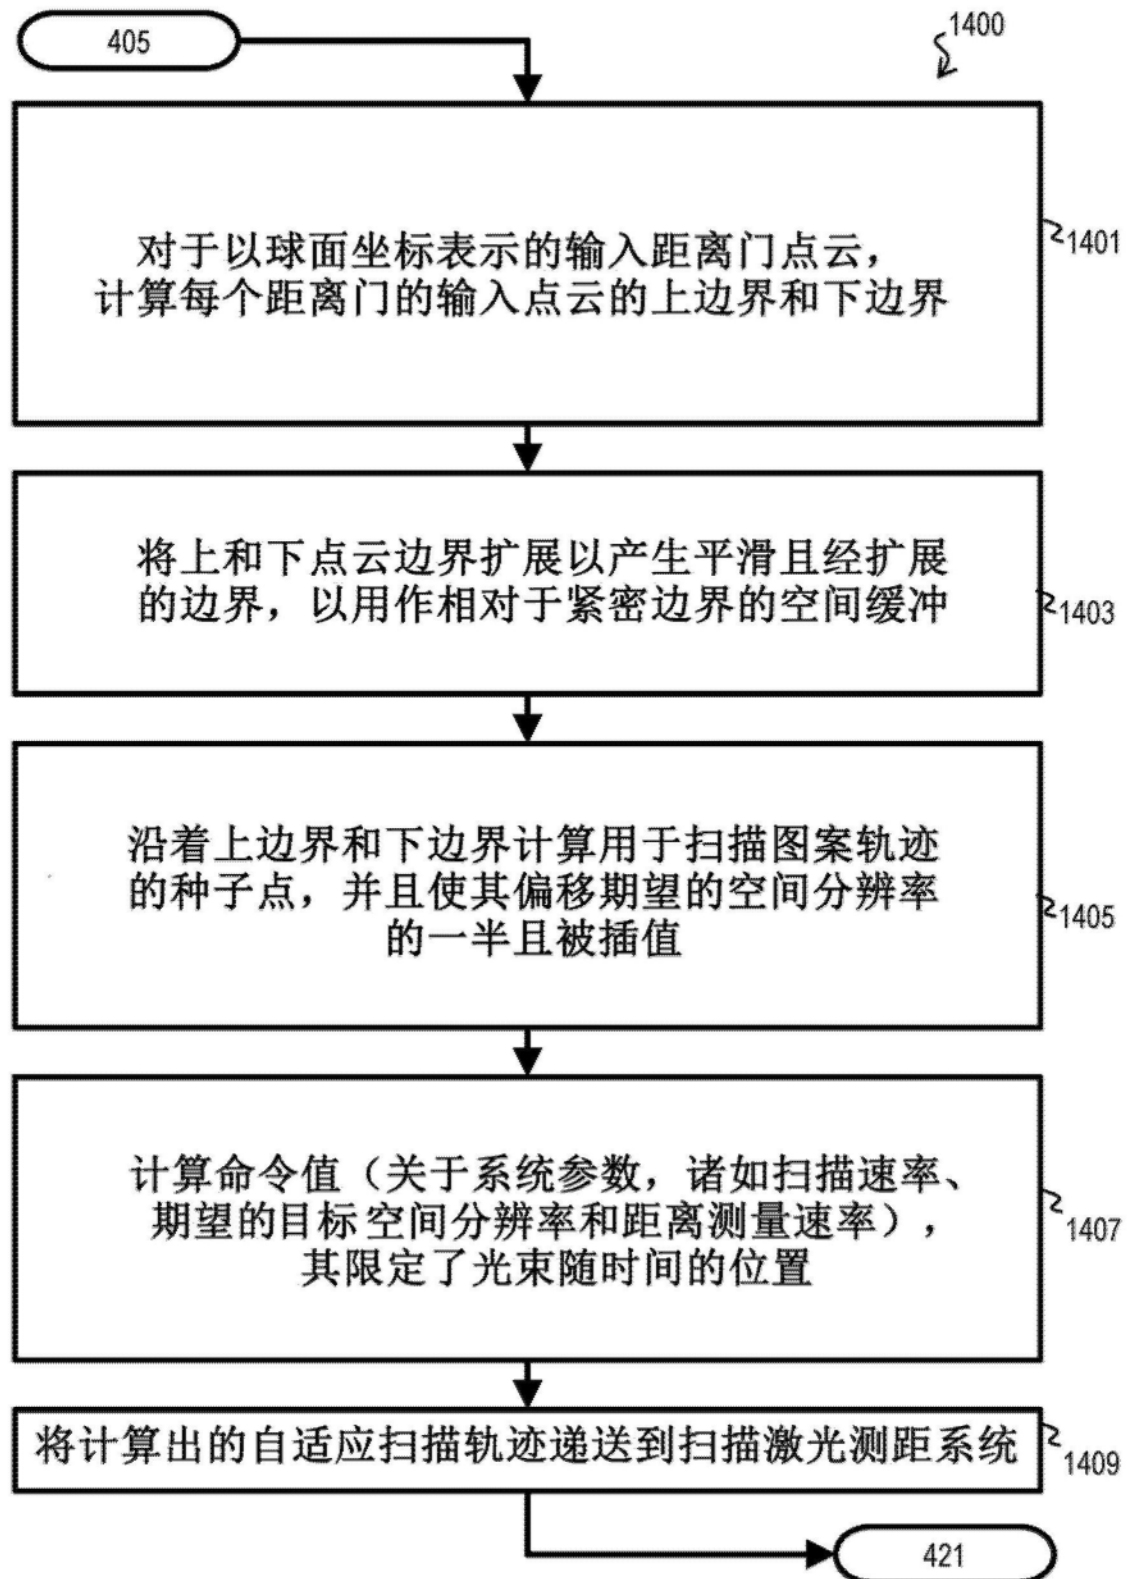 405
1400
对于以球面坐标表示的输入距离门点云，
计算每个距离门的输入点云的上边界和下边界
1401
将上和下点云边界扩展以产生平滑且经扩展
的边界，以用作相对于紧密边界的空间缓冲
1403
沿着上边界和下边界计算用于扫描图案轨迹
的种子点，并且使其偏移期望的空间分辨率
的一半且被插值
1405
计算命令值（关于系统参数，诸如扫描速率、
期望的目标空间分辨率和距离测量速率），
其限定了光束随时间的位置
1407
将计算出的自适应扫描轨迹递送到扫描激光测距系统
1409
421